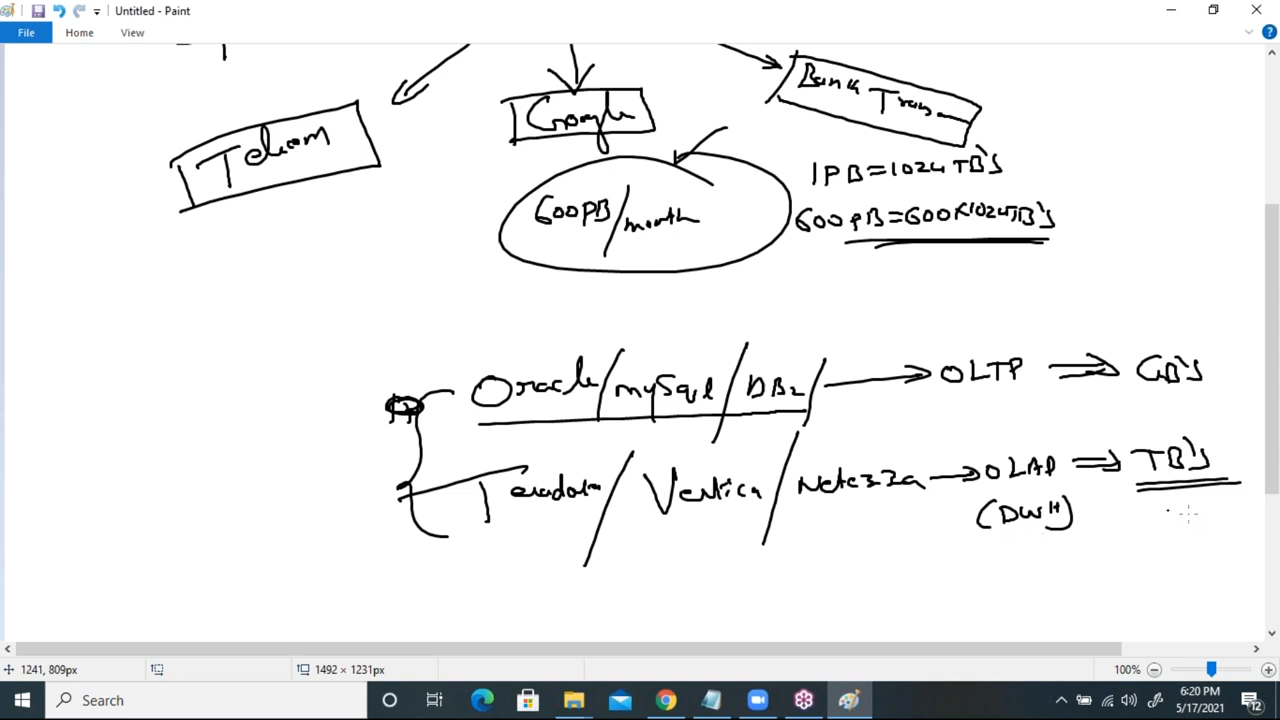 Untitled - Paint
File Home View
Telecom
Google
Bank Tran
600PB/month
1PB=1024TB's
600PB=600×1024TB's
Oracle/mySql/DB2/ → OLTP ⇒ GB's
Teradata/Vertica/Netezza → OLAP ⇒ TB's
(DWH)
1241, 809px
1492 × 1231px
100%
Search
6:20 PM
5/17/2021
12